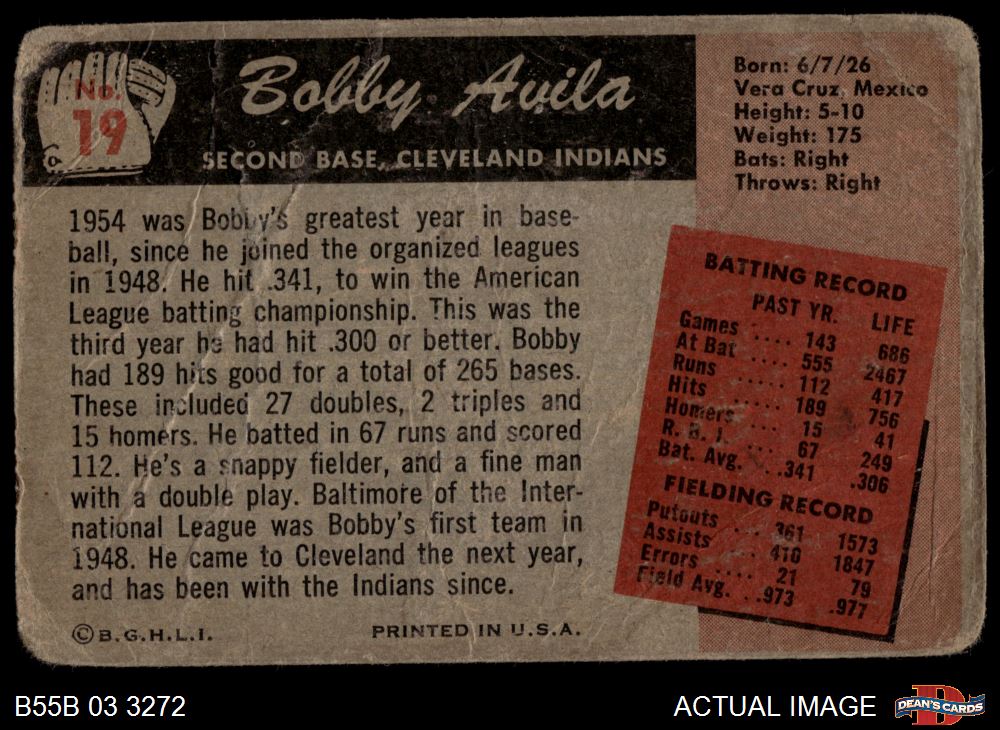 No.
19
Bobby Avila
SECOND BASE, CLEVELAND INDIANS
Born: 6/7/26
Vera Cruz, Mexico
Height: 5-10
Weight: 175
Bats: Right
Throws: Right
1954 was Bobby's greatest year in base-
ball, since he joined the organized leagues
in 1948. He hit .341, to win the American
League batting championship. This was the
third year he had hit .300 or better. Bobby
had 189 hits good for a total of 265 bases.
These included 27 doubles, 2 triples and
15 homers. He batted in 67 runs and scored
112. He's a snappy fielder, and a fine man
with a double play. Baltimore of the Inter-
national League was Bobby's first team in
1948. He came to Cleveland the next year,
and has been with the Indians since.
©B.G.H.L.I. PRINTED IN U.S.A.
BATTING RECORD
PAST YR. LIFE
Games .... 143 686
At Bat .... 555 2467
Runs ..... 112 417
Hits ..... 189 756
Homers .. 15 41
R. B. I. .... 67 249
Bat. Avg. ...341 .306
FIELDING RECORD
Putouts ... 361 1573
Assists ... 410 1847
Errors .... 21 79
Field Avg. ..973 .977
B55B 03 3272
ACTUAL IMAGE
D
DEAN'S CARDS